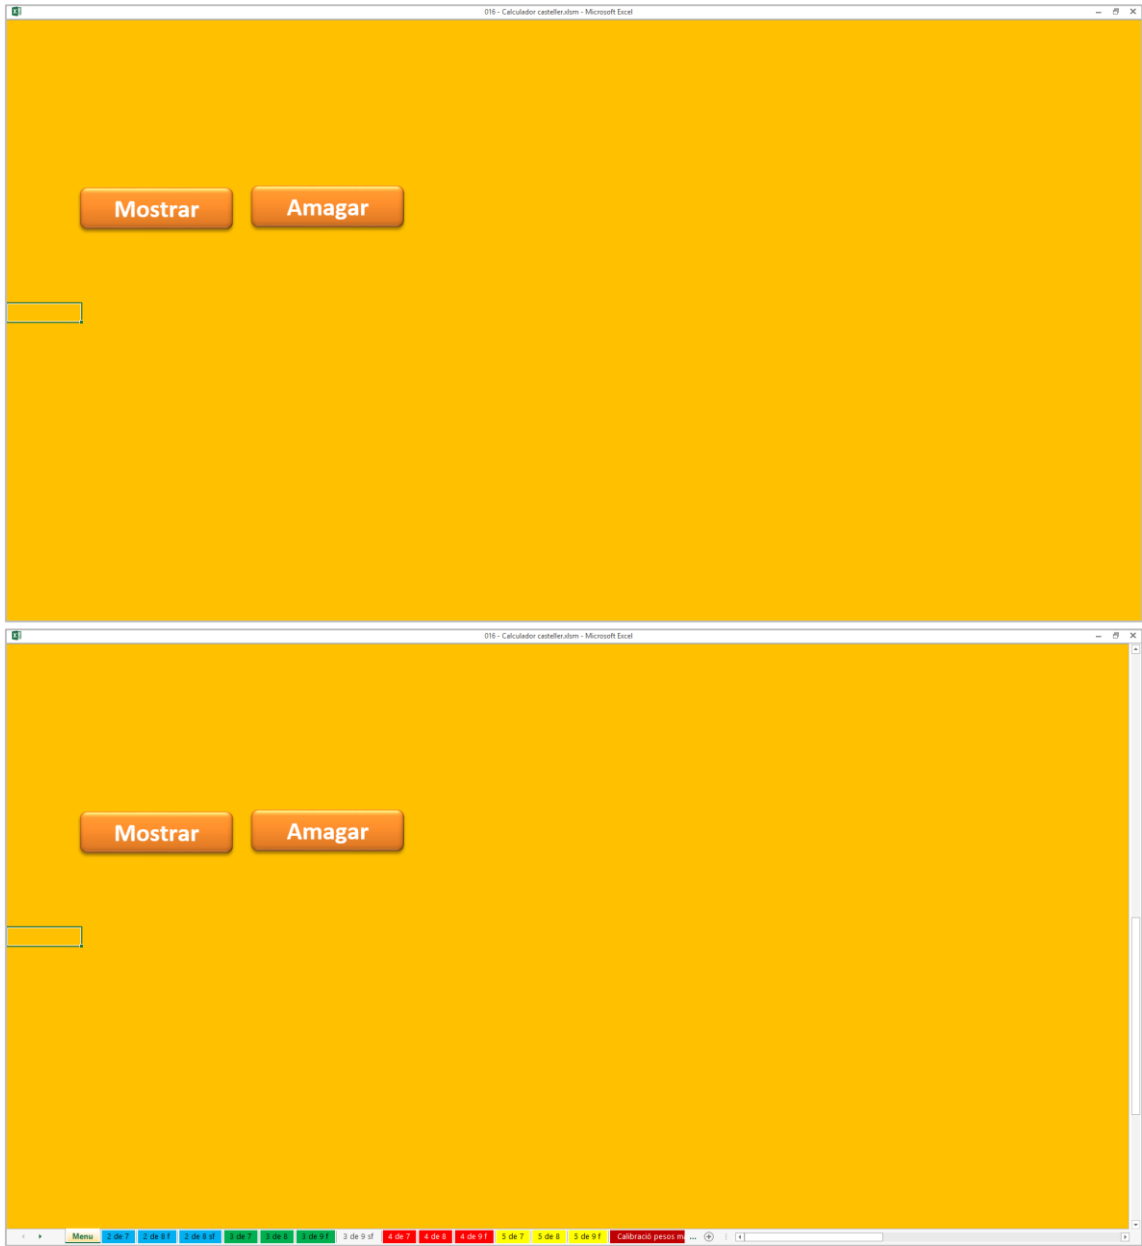 016 - Calculador casteller.xlsm - Microsoft Excel
Mostrar Amagar
016 - Calculador casteller.xlsm - Microsoft Excel
Mostrar Amagar
Menu 2 de 7 2 de 8 f 2 de 8 sf 3 de 7 3 de 8 3 de 9 f 3 de 9 sf 4 de 7 4 de 8 4 de 9 f 5 de 7 5 de 8 5 de 9 f Calibració pesos m ...